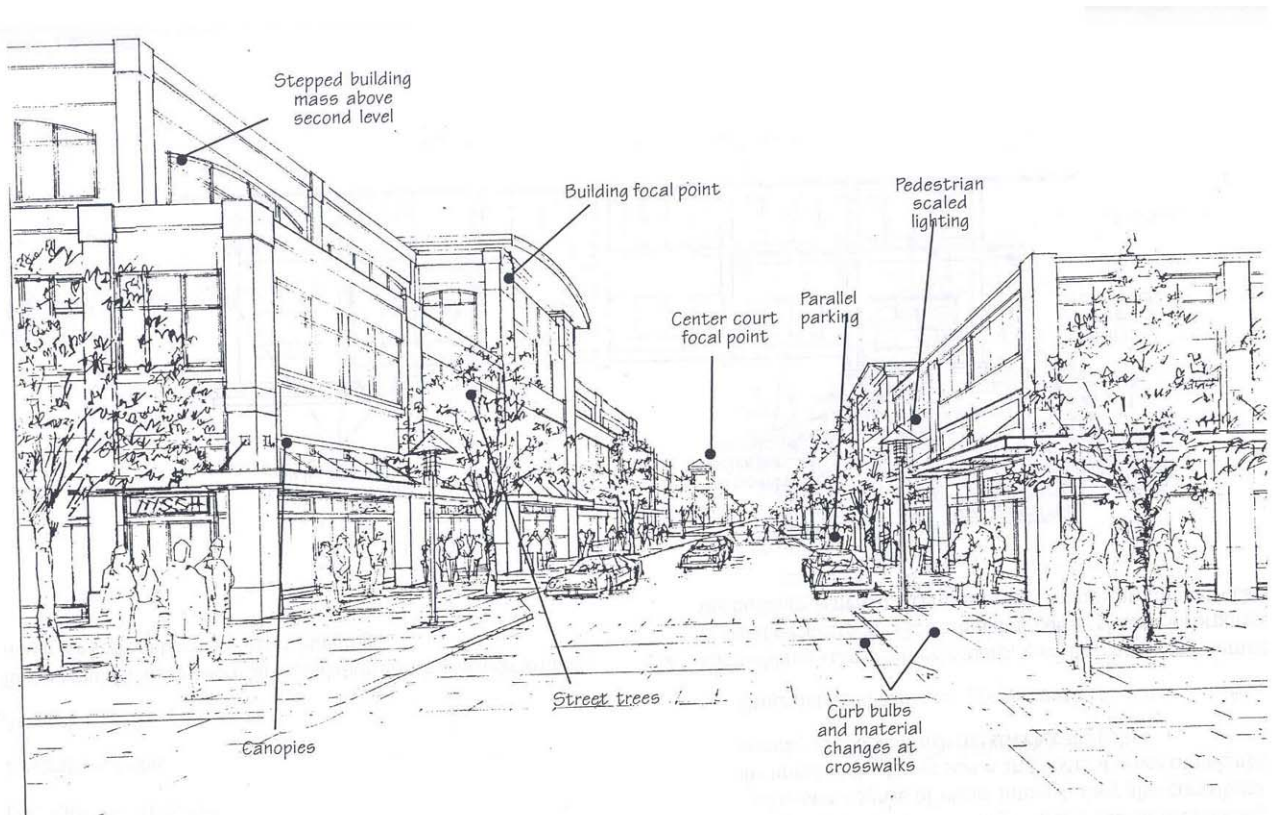 Stepped building
mass above
second level
Building focal point
Pedestrian
scaled
lighting
Parallel
parking
Center court
focal point
Street trees
Canopies
Curb bulbs
and material
changes at
crosswalks